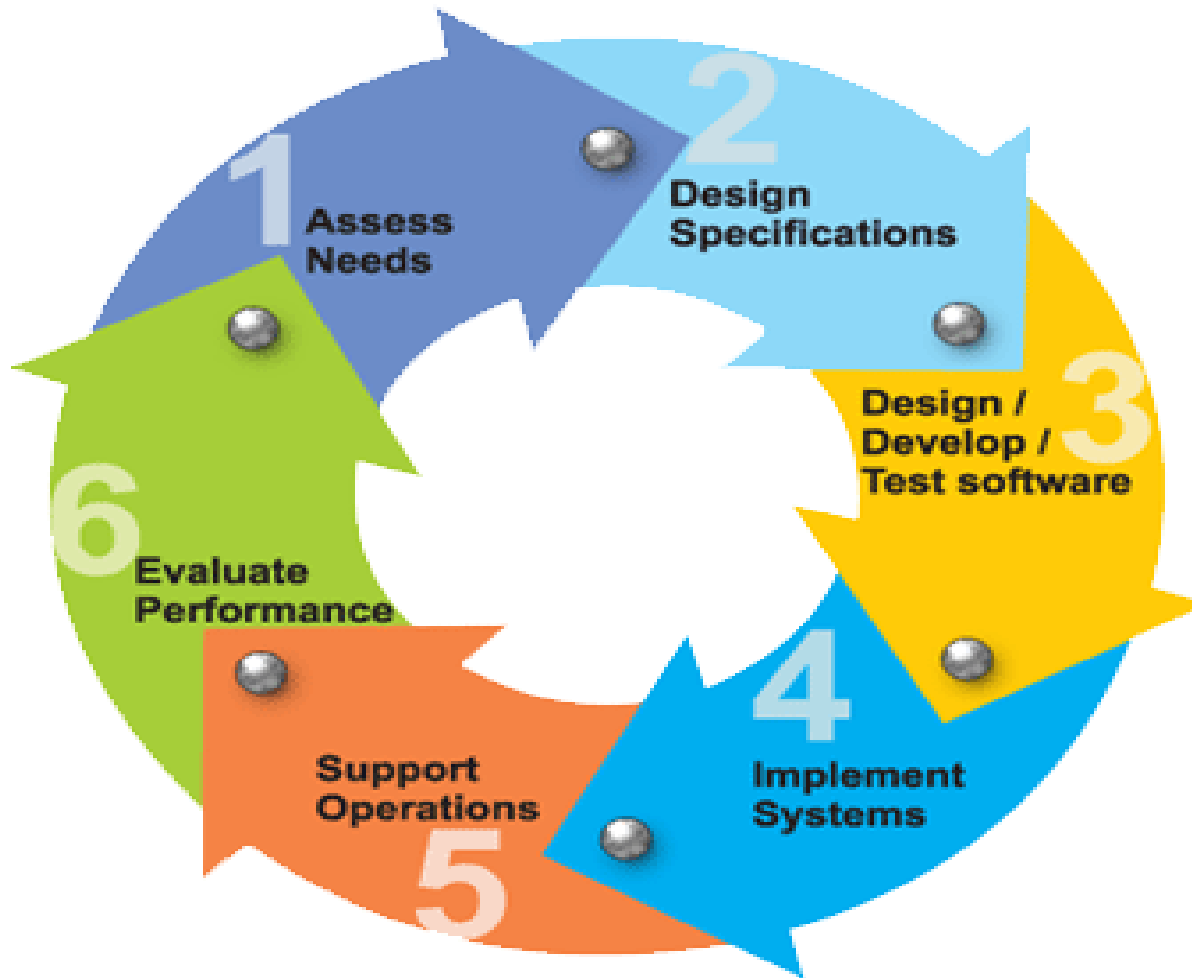 1
Assess
Needs
2
Design
Specifications
3
Design /
Develop /
Test software
4
Implement
Systems
5
Support
Operations
6
Evaluate
Performance